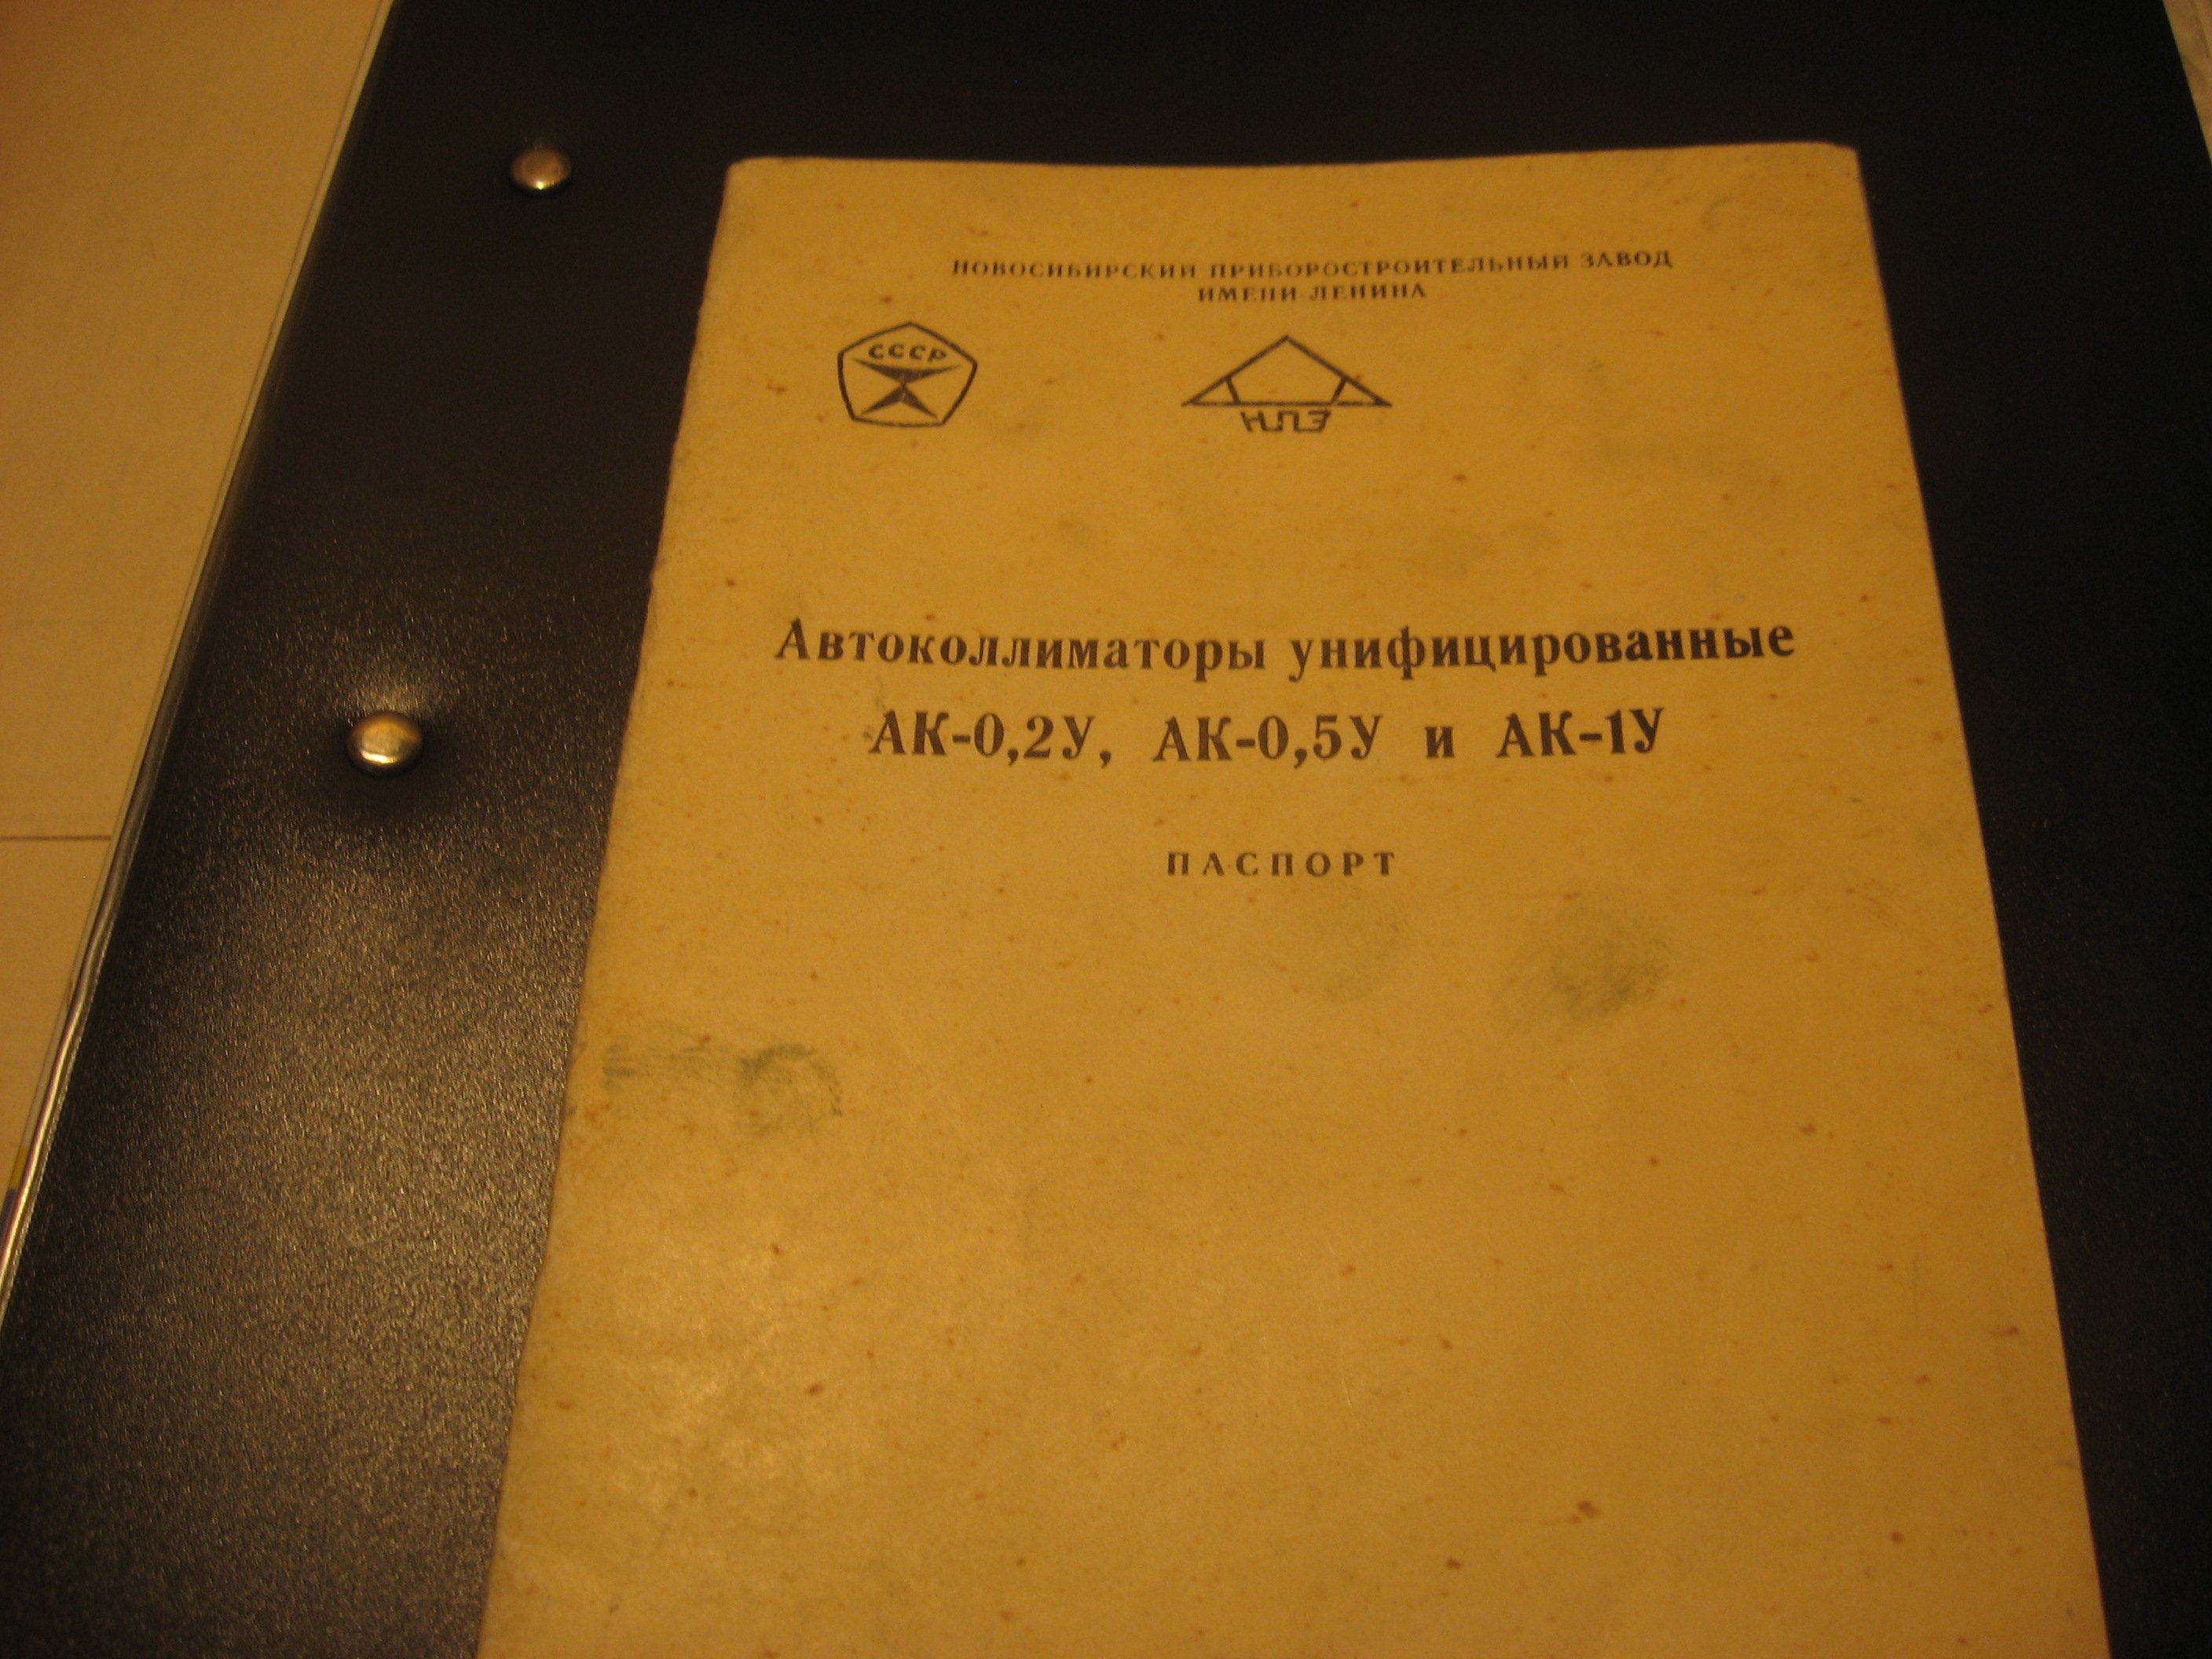 НОВОСИБИРСКИЙ ПРИБОРОСТРОИТЕЛЬНЫЙ ЗАВОД
ИМЕНИ ЛЕНИНА
СССР
НПЗ
Автоколлиматоры унифицированные
АК-0,2У, АК-0,5У и АК-1У
ПАСПОРТ